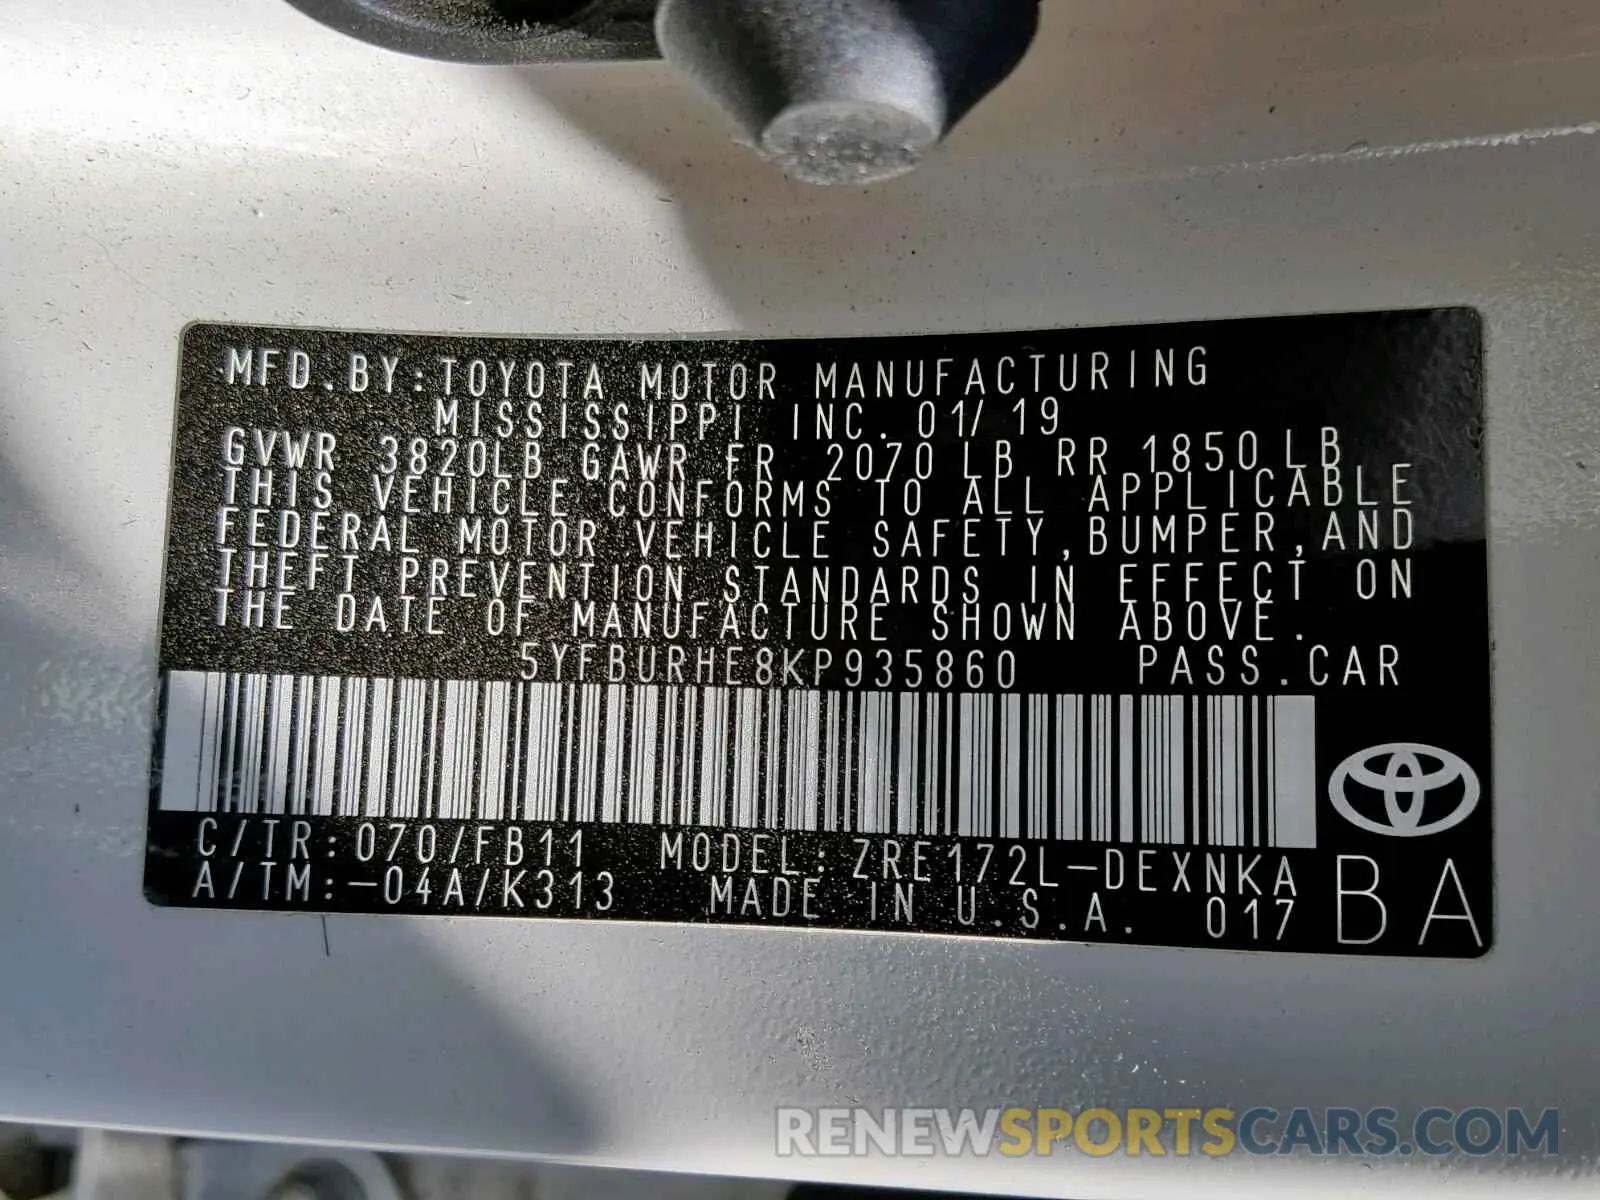 MFD.BY:TOYOTA MOTOR MANUFACTURING
MISSISSIPPI INC. 01/19
GVWR 3820LB GAWR FR 2070 LB RR 1850 LB
THIS VEHICLE CONFORMS TO ALL APPLICABLE
FEDERAL MOTOR VEHICLE SAFETY,BUMPER,AND
THEFT PREVENTION STANDARDS IN EFFECT ON
THE DATE OF MANUFACTURE SHOWN ABOVE.
5YFBURHE8KP935860 PASS.CAR
C/TR:070/FB11 MODEL:ZRE172L-DEXNKA
A/TM:-04A/K313 MADE IN U.S.A. 017
BA
RENEWSPORTSCARS.COM